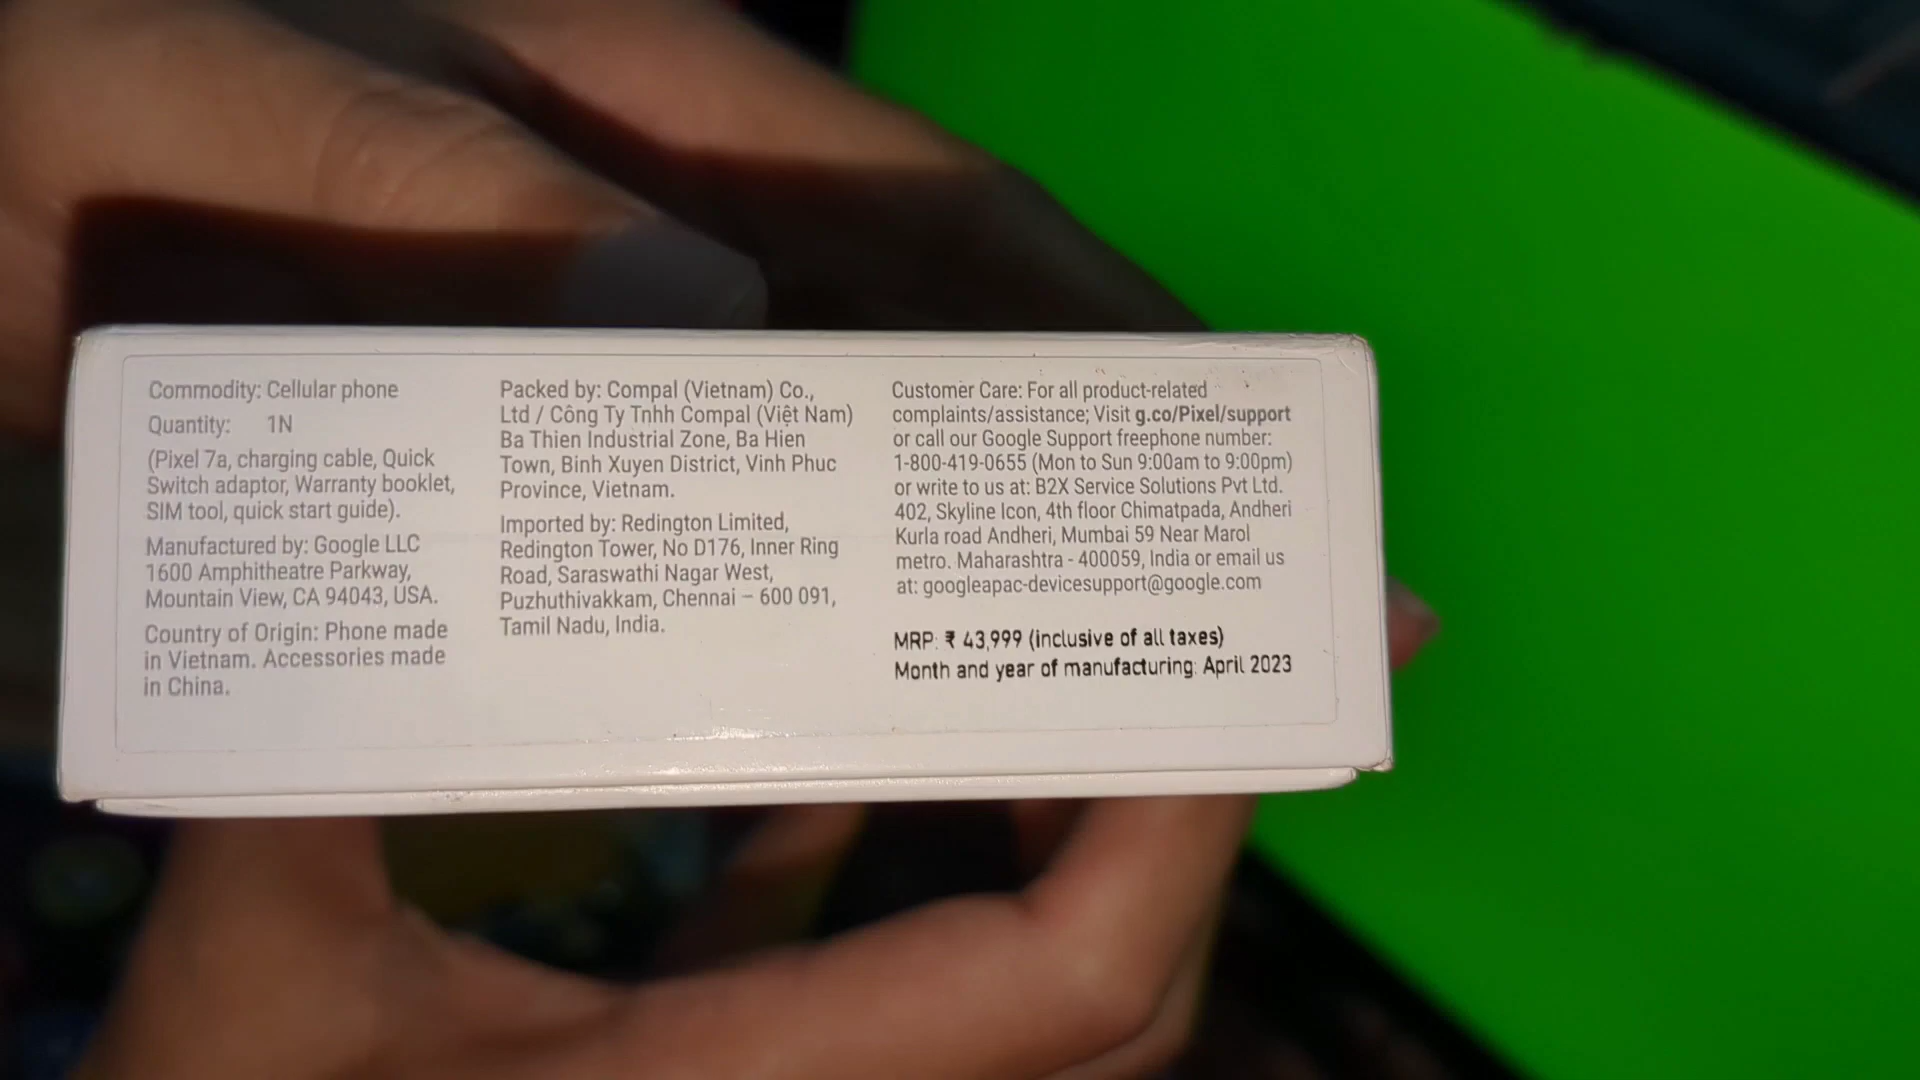 Commodity: Cellular phone
Quantity: 1N
(Pixel 7a, charging cable, Quick
Switch adaptor, Warranty booklet,
SIM tool, quick start guide).
Manufactured by: Google LLC
1600 Amphitheatre Parkway,
Mountain View, CA 94043, USA.
Country of Origin: Phone made
in Vietnam. Accessories made
in China.
Packed by: Compal (Vietnam) Co.,
Ltd / Công Ty Tnhh Compal (Việt Nam)
Ba Thien Industrial Zone, Ba Hien
Town, Binh Xuyen District, Vinh Phuc
Province, Vietnam.
Imported by: Redington Limited,
Redington Tower, No D176, Inner Ring
Road, Saraswathi Nagar West,
Puzhuthivakkam, Chennai – 600 091,
Tamil Nadu, India.
Customer Care: For all product-related
complaints/assistance; Visit g.co/Pixel/support
or call our Google Support freephone number:
1-800-419-0655 (Mon to Sun 9:00am to 9:00pm)
or write to us at: B2X Service Solutions Pvt Ltd.
402, Skyline Icon, 4th floor Chimatpada, Andheri
Kurla road Andheri, Mumbai 59 Near Marol
metro. Maharashtra - 400059, India or email us
at: googleapac-devicesupport@google.com
MRP: ₹ 43,999 (inclusive of all taxes)
Month and year of manufacturing: April 2023